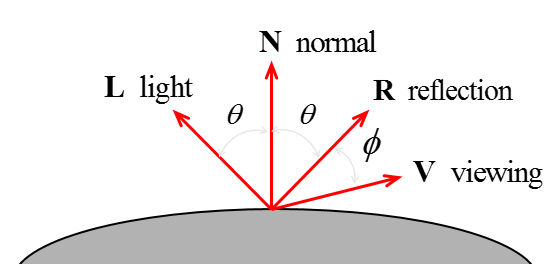 N normal
L light
θ
θ
R reflection
ϕ
V viewing